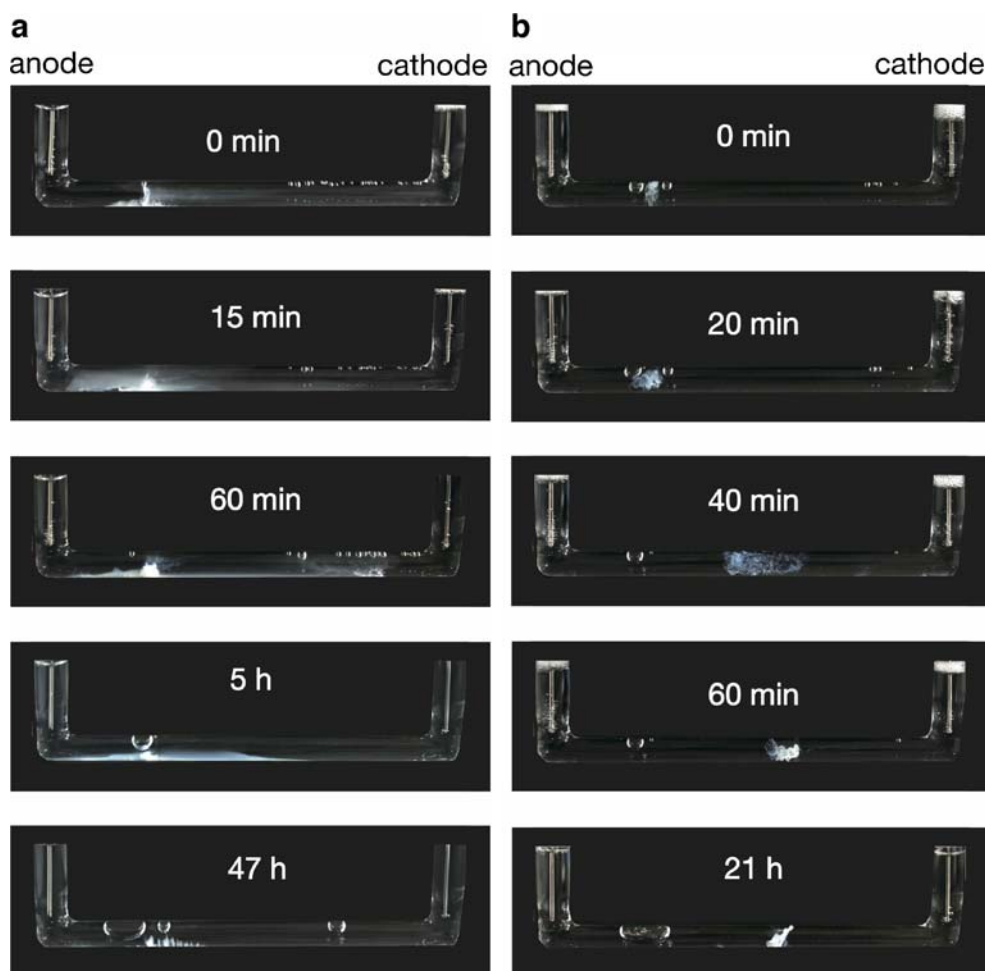 a
anode
cathode
0 min
15 min
60 min
5 h
47 h
b
anode
cathode
0 min
20 min
40 min
60 min
21 h